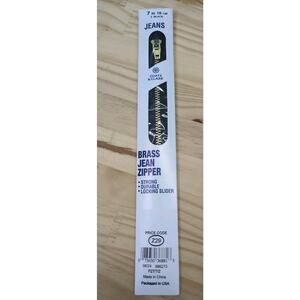 7 IN 18 CM
JEANS
COATS
& CLARK
BRASS
JEAN
ZIPPER
• STRONG
• DURABLE
• LOCKING SLIDER
PRICE CODE
Z29
Made in China
Packaged in USA